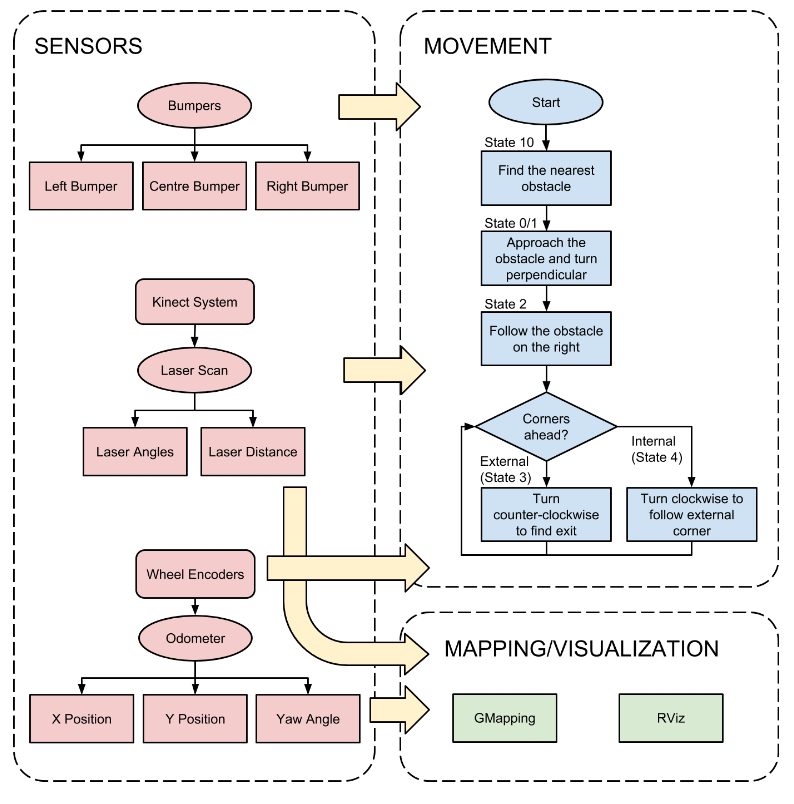 SENSORS
Bumpers
Left Bumper
Centre Bumper
Right Bumper
Kinect System
Laser Scan
Laser Angles
Laser Distance
Wheel Encoders
Odometer
X Position
Y Position
Yaw Angle
MOVEMENT
Start
State 10
Find the nearest
obstacle
State 0/1
Approach the
obstacle and turn
perpendicular
State 2
Follow the obstacle
on the right
Corners
ahead?
External
(State 3)
Internal
(State 4)
Turn
counter-clockwise
to find exit
Turn clockwise to
follow external
corner
MAPPING/VISUALIZATION
GMapping
RViz